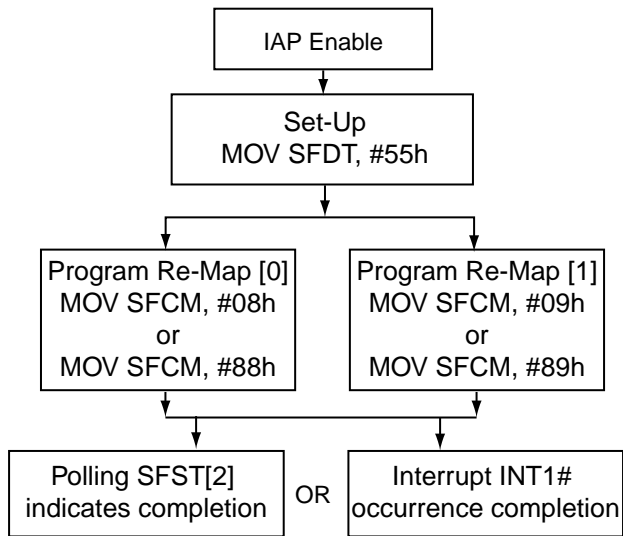 IAP Enable
Set-Up
MOV SFDT, #55h
Program Re-Map [0]
MOV SFCM, #08h
or
MOV SFCM, #88h
Program Re-Map [1]
MOV SFCM, #09h
or
MOV SFCM, #89h
Polling SFST[2]
indicates completion
OR
Interrupt INT1#
occurrence completion